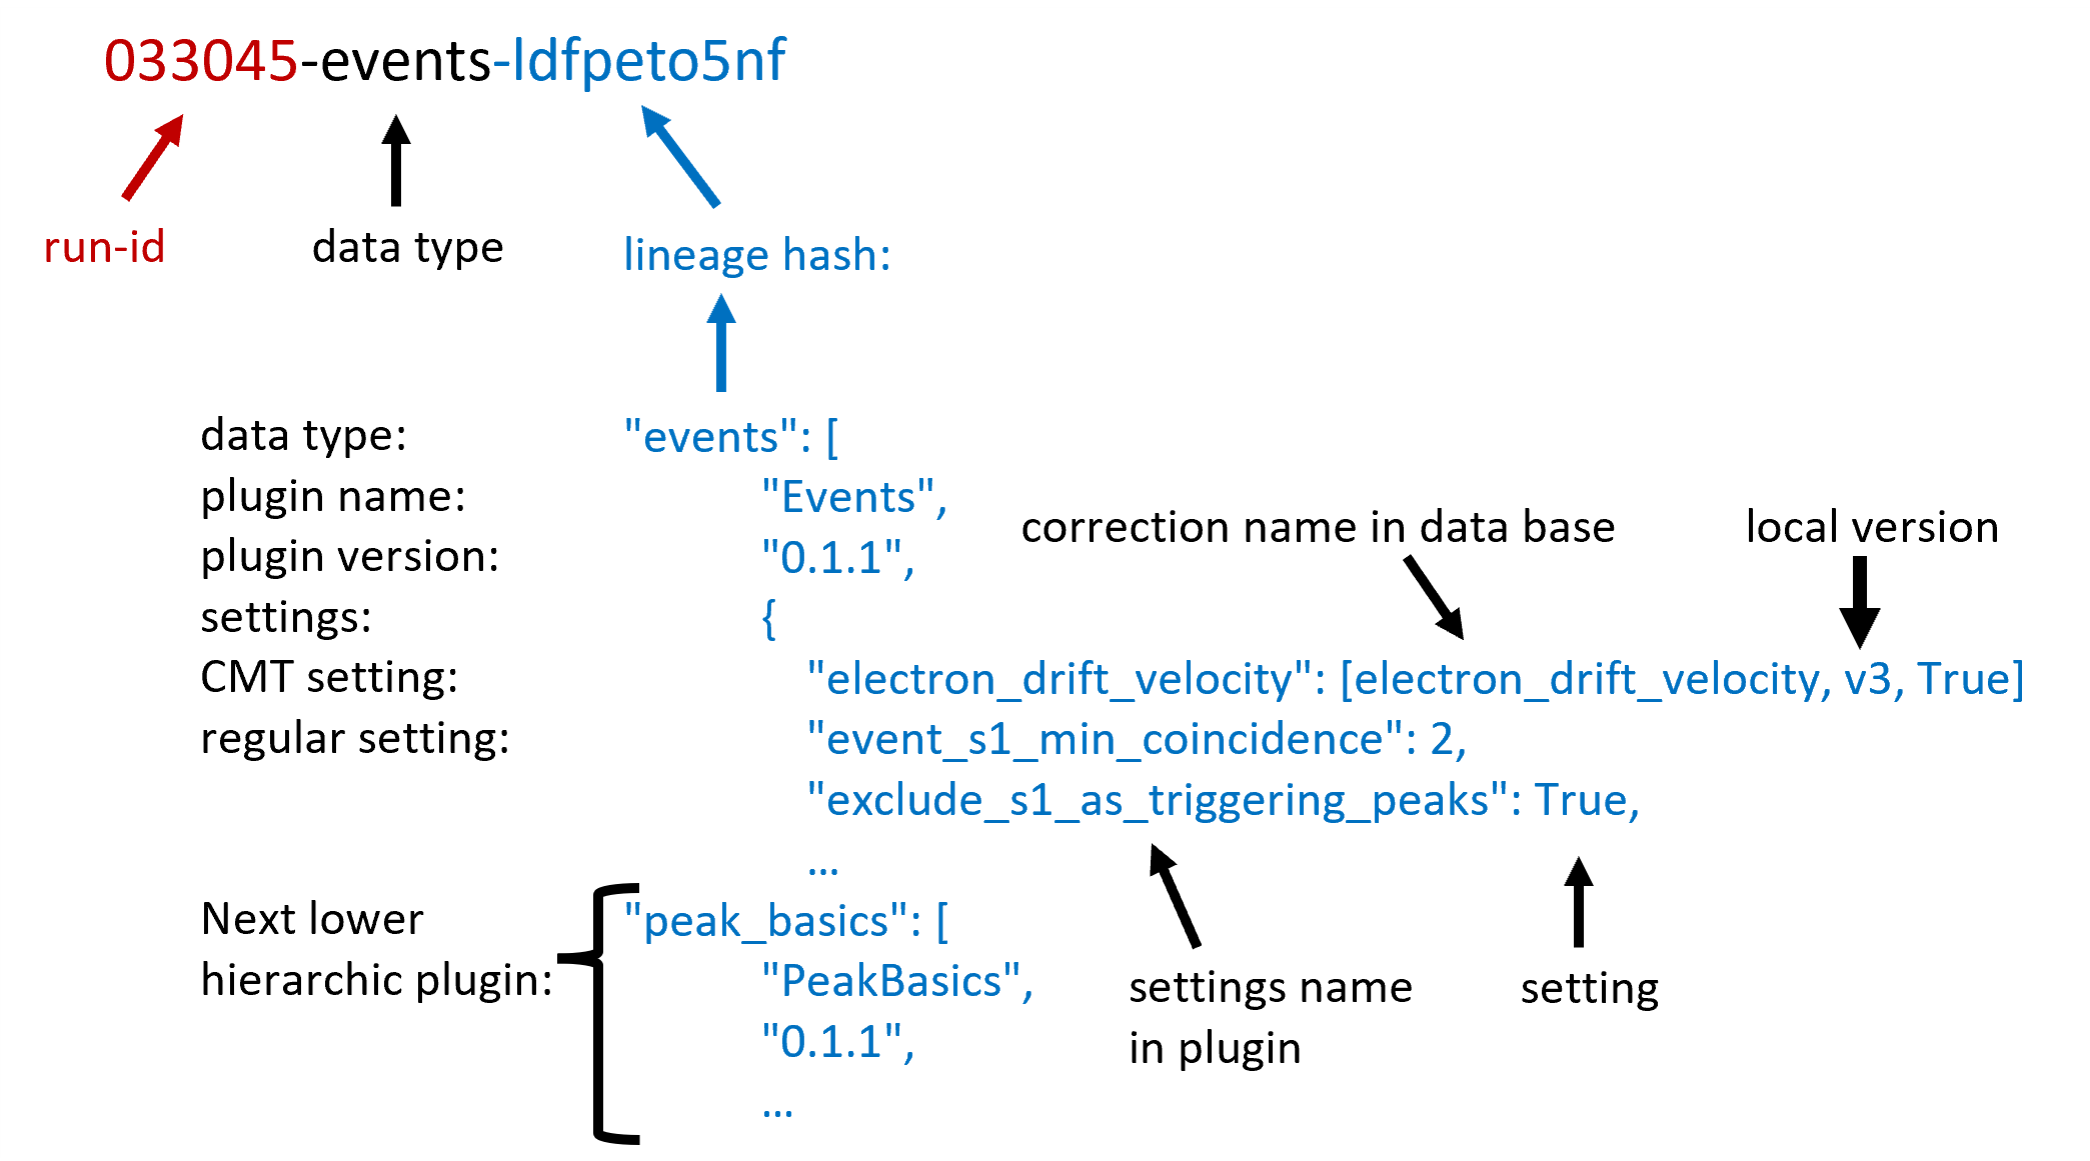 033045-events-ldfpeto5nf
run-id
data type
lineage hash:
data type: "events": [
plugin name: "Events",
correction name in data base
local version
plugin version: "0.1.1",
settings: {
CMT setting: "electron_drift_velocity": [electron_drift_velocity, v3, True]
regular setting: "event_s1_min_coincidence": 2,
"exclude_s1_as_triggering_peaks": True,
...
Next lower
hierarchic plugin:
"peak_basics": [
"PeakBasics",
"0.1.1",
...
settings name
in plugin
setting